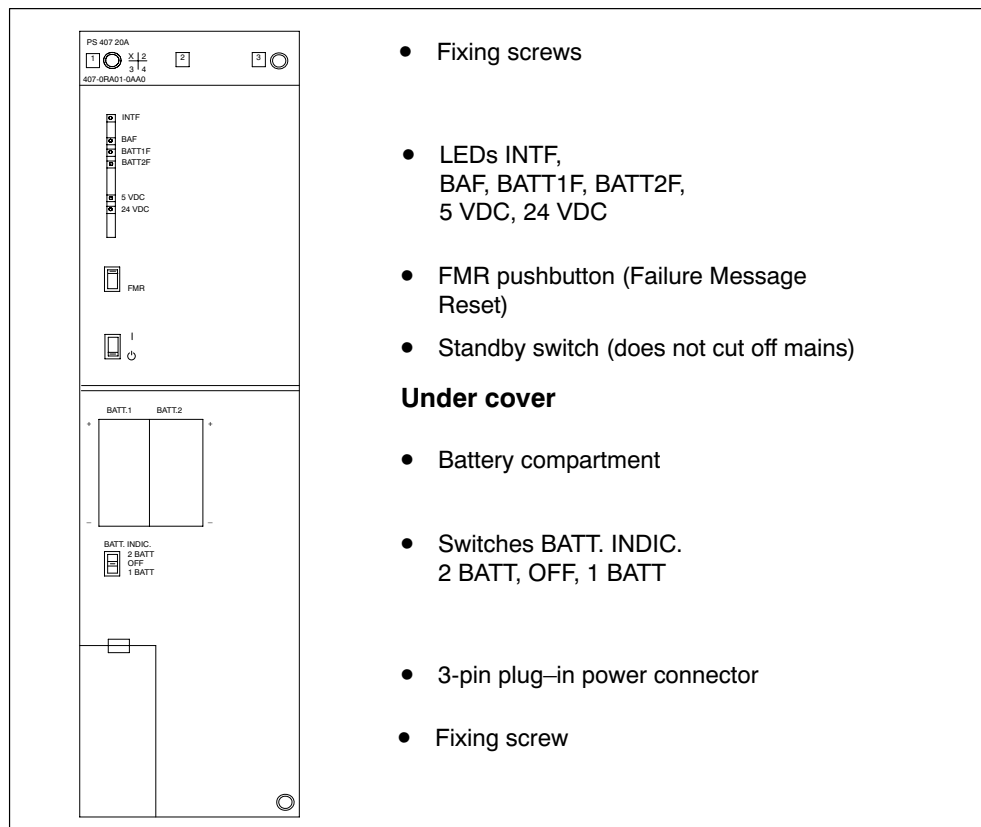 PS 407 20A
1 X 2 2 3
3 4
407-0RA01-0AA0
INTF
BAF
BATT1F
BATT2F
5 VDC
24 VDC
FMR
I
BATT.1 BATT.2
+ +
– –
BATT. INDIC.
2 BATT
OFF
1 BATT
• Fixing screws
• LEDs INTF,
BAF, BATT1F, BATT2F,
5 VDC, 24 VDC
• FMR pushbutton (Failure Message
Reset)
• Standby switch (does not cut off mains)
Under cover
• Battery compartment
• Switches BATT. INDIC.
2 BATT, OFF, 1 BATT
• 3-pin plug–in power connector
• Fixing screw